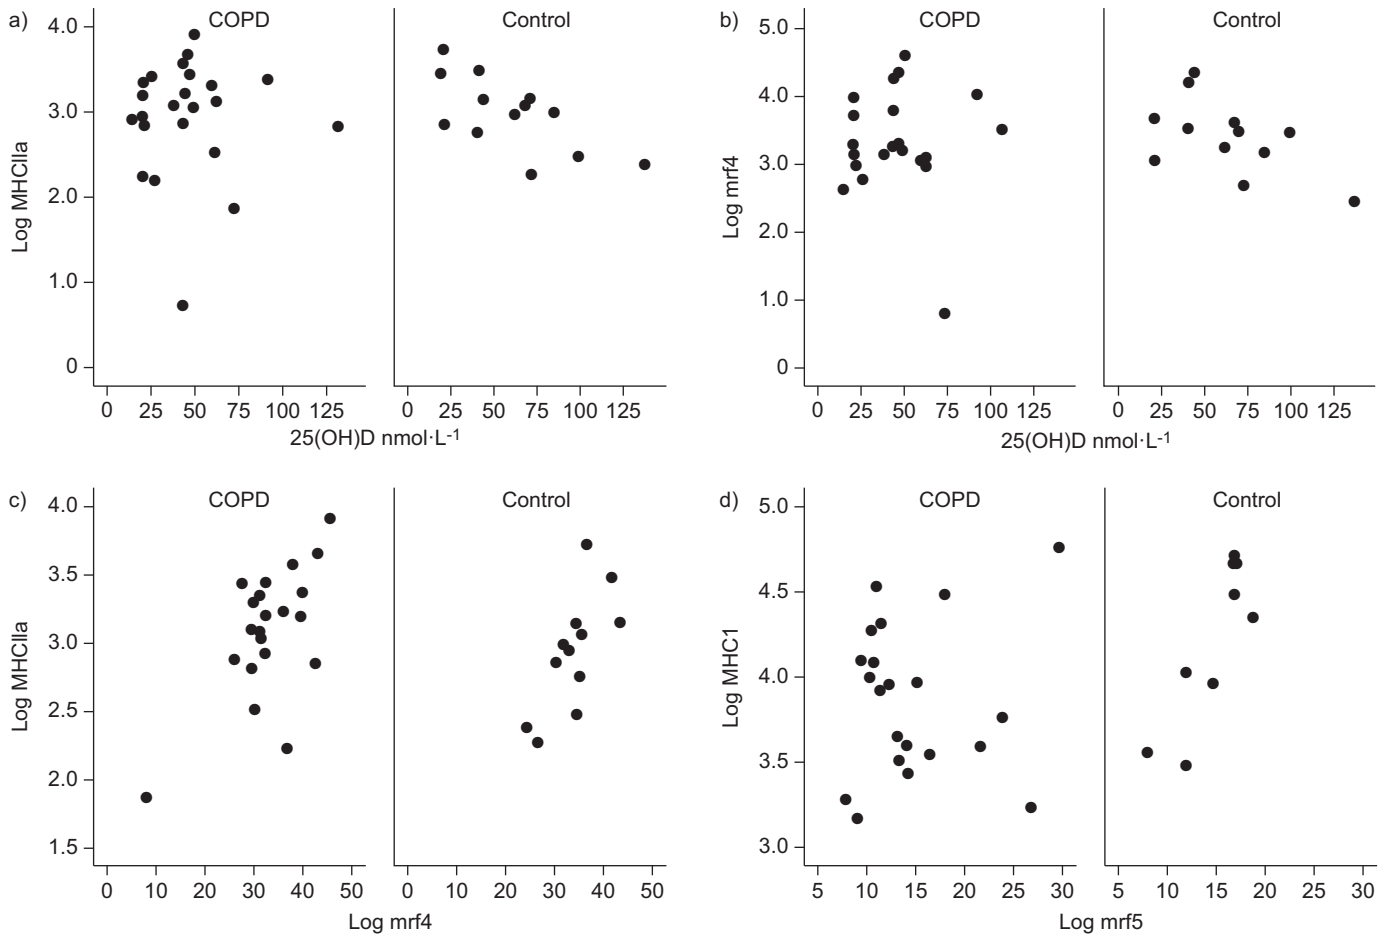 a) COPD Control
4.0
3.0
2.0
1.0
0
Log MHCIIa
0 25 50 75 100 125 0 25 50 75 100 125
25(OH)D nmol·L-1
b) COPD Control
5.0
4.0
3.0
2.0
1.0
0
Log mrf4
0 25 50 75 100 125 0 25 50 75 100 125
25(OH)D nmol·L-1
c) COPD Control
4.0
3.5
3.0
2.5
2.0
1.5
Log MHCIIa
0 10 20 30 40 50 0 10 20 30 40 50
Log mrf4
d) COPD Control
5.0
4.5
4.0
3.5
3.0
Log MHC1
5 10 15 20 25 30 5 10 15 20 25 30
Log mrf5